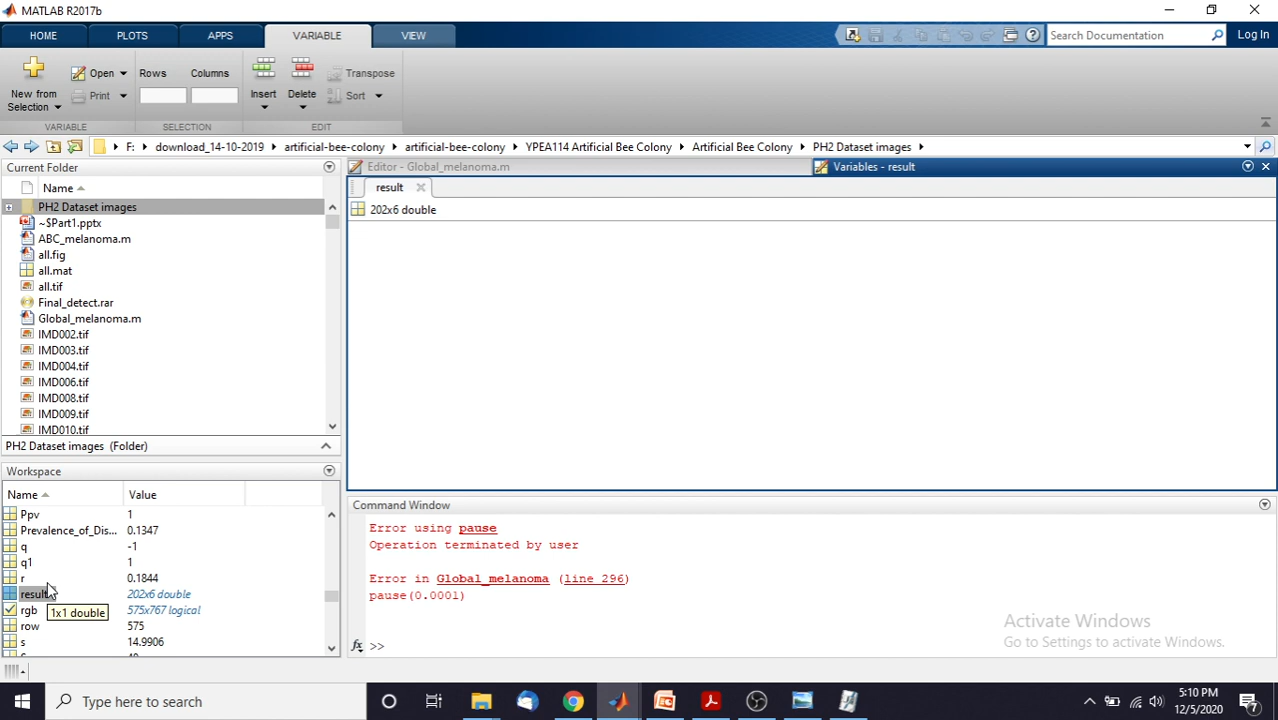 MATLAB R2017b
HOME PLOTS APPS VARIABLE VIEW
Search Documentation Log In
New from Selection
Open
Print
Rows Columns
Insert
Delete
Transpose
Sort
VARIABLE SELECTION EDIT
F: download_14-10-2019 artificial-bee-colony artificial-bee-colony YPEA114 Artificial Bee Colony Artificial Bee Colony PH2 Dataset images
Current Folder
Name
PH2 Dataset images
~$Part1.pptx
ABC_melanoma.m
all.fig
all.mat
all.tif
Final_detect.rar
Global_melanoma.m
IMD002.tif
IMD003.tif
IMD004.tif
IMD006.tif
IMD008.tif
IMD009.tif
IMD010.tif
PH2 Dataset images (Folder)
Workspace
Name Value
Ppv 1
Prevalence_of_Dis... 0.1347
q -1
q1 1
r 0.1844
result 202x6 double
rgb 575x767 logical
1x1 double
row 575
s 14.9906
Editor - Global_melanoma.m
Variables - result
result
202x6 double
Command Window
Error using pause
Operation terminated by user
Error in Global_melanoma (line 296)
pause(0.0001)
fx >>
Activate Windows
Go to Settings to activate Windows.
Type here to search
5:10 PM
12/5/2020
7